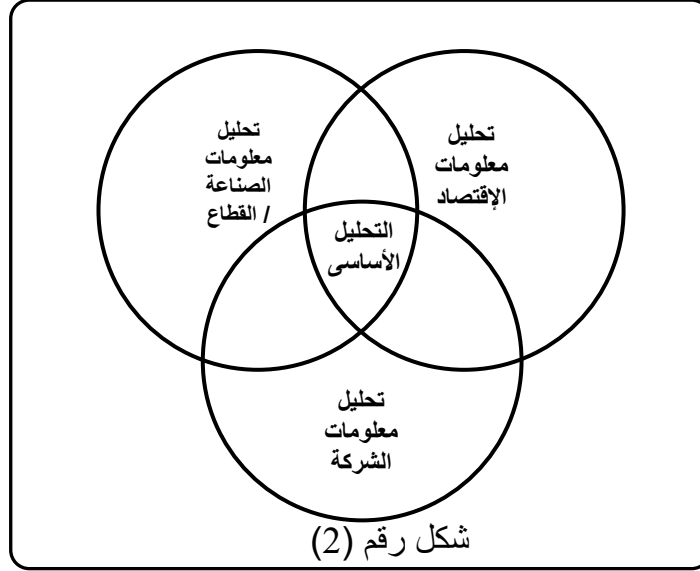 تحليل
معلومات
الإقتصاد
تحليل
معلومات
الصناعة
/ القطاع
التحليل
الأساسى
تحليل
معلومات
الشركة
شكل رقم (2)